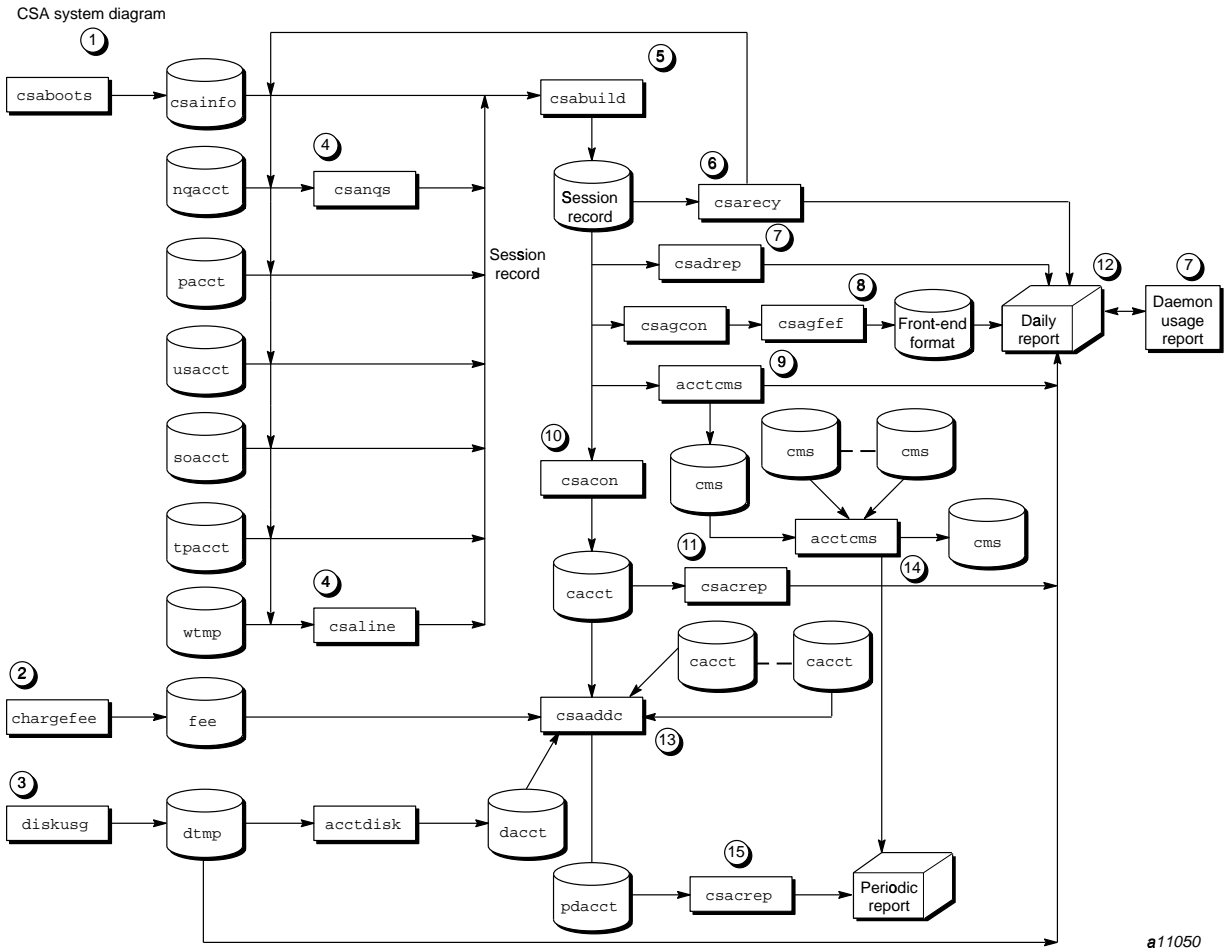 CSA system diagram
1
5
csaboots
csainfo
csabuild
4
6
nqacct
csanqs
Session
record
csarecy
7
Session
record
pacct
csadrep
12
7
8
csagcon
csagfef
Front-end
format
Daily
report
Daemon
usage
report
usacct
9
acctcms
10
soacct
cms
cms
cms
csacon
tpacct
11
acctcms
cms
14
4
cacct
csacrep
wtmp
csaline
cacct
cacct
2
chargefee
fee
csaaddc
13
3
diskusg
dtmp
acctdisk
dacct
15
pdacct
csacrep
Periodic
report
a11050